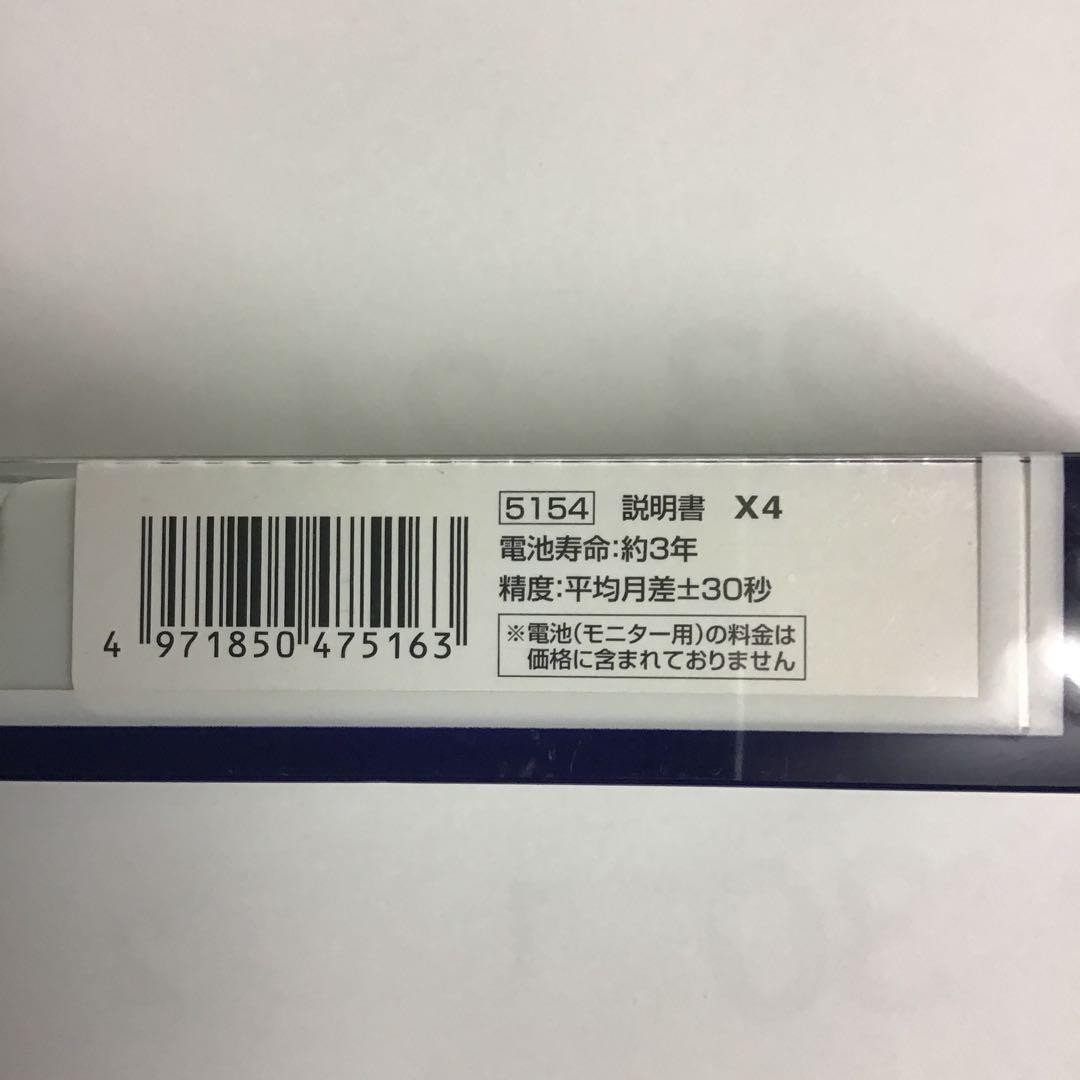 5154 説明書 X4
電池寿命:約3年
精度:平均月差±30秒
※電池(モニター用)の料金は
価格に含まれておりません
4 971850 475163